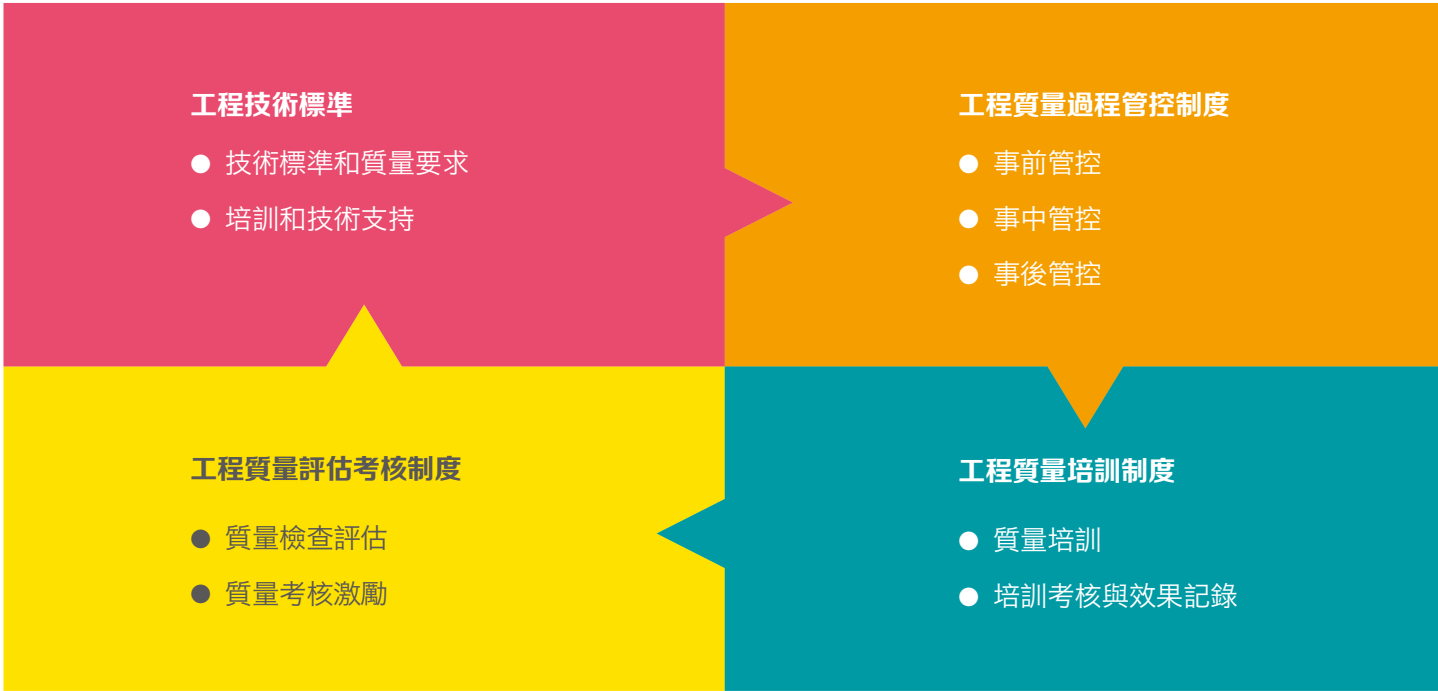 工程技術標準
● 技術標準和質量要求
● 培訓和技術支持
工程質量過程管控制度
● 事前管控
● 事中管控
● 事後管控
工程質量培訓制度
● 質量培訓
● 培訓考核與效果記錄
工程質量評估考核制度
● 質量檢查評估
● 質量考核激勵